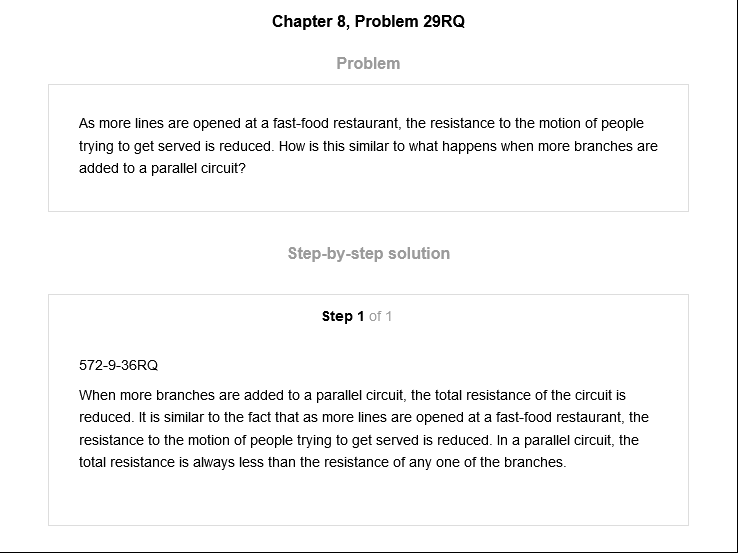 Chapter 8, Problem 29RQ
Problem
As more lines are opened at a fast-food restaurant, the resistance to the motion of people
trying to get served is reduced. How is this similar to what happens when more branches are
added to a parallel circuit?
Step-by-step solution
Step 1 of 1
572-9-36RQ
When more branches are added to a parallel circuit, the total resistance of the circuit is
reduced. It is similar to the fact that as more lines are opened at a fast-food restaurant, the
resistance to the motion of people trying to get served is reduced. In a parallel circuit, the
total resistance is always less than the resistance of any one of the branches.